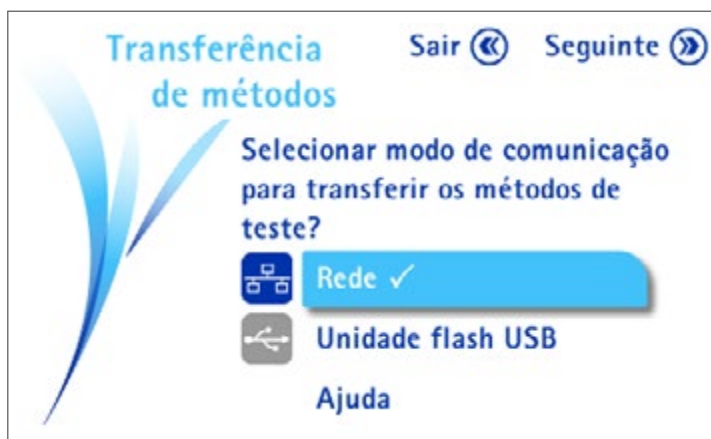 Transferência
de métodos
Sair
Seguinte
Selecionar modo de comunicação
para transferir os métodos de
teste?
Rede ✓
Unidade flash USB
Ajuda